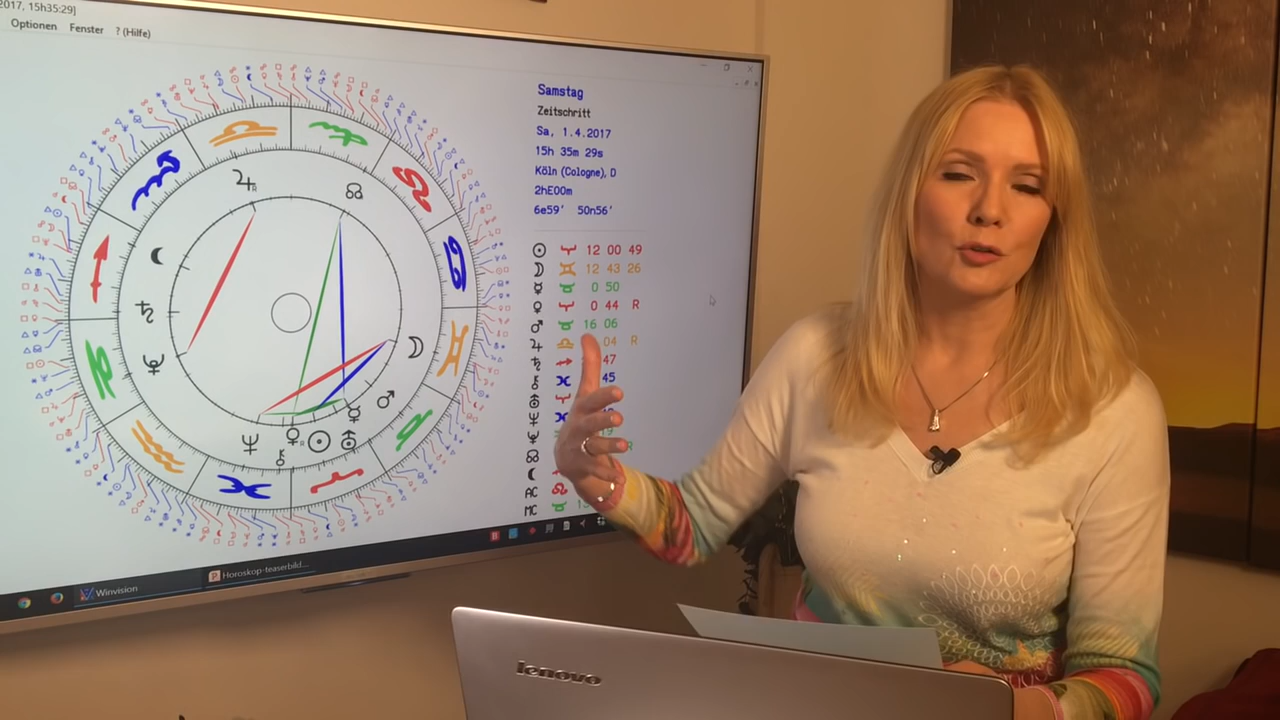 2017, 15h35:29]
Optionen Fenster ? (Hilfe)
Samstag
Zeitschritt
Sa, 1.4.2017
15h 35m 29s
Köln (Cologne), D
2hE00m
6e59' 50n56'
12 00 49
12 43 26
0 50
0 44 R
16 06
04 R
47
45
R
AC
MC
Horoskop-teaserbild...
Winvision
lenovo